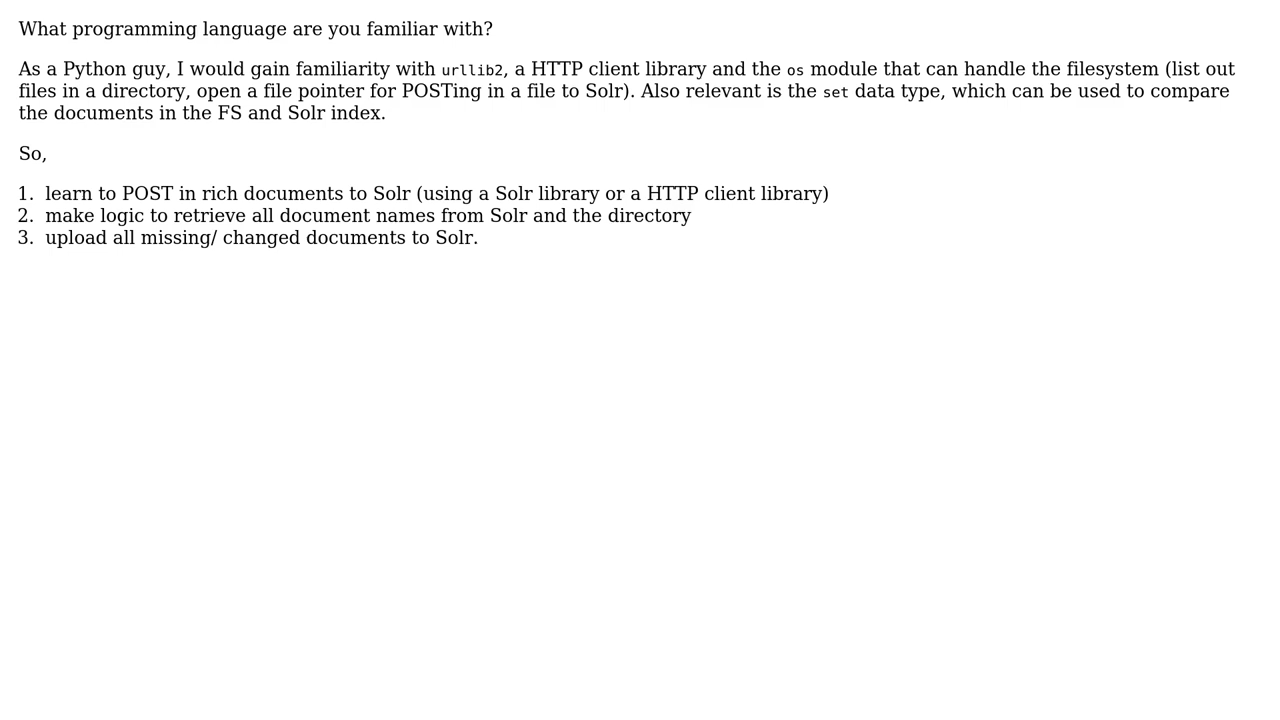 What programming language are you familiar with?
As a Python guy, I would gain familiarity with urllib2, a HTTP client library and the os module that can handle the filesystem (list out
files in a directory, open a file pointer for POSTing in a file to Solr). Also relevant is the set data type, which can be used to compare
the documents in the FS and Solr index.
So,
1. learn to POST in rich documents to Solr (using a Solr library or a HTTP client library)
2. make logic to retrieve all document names from Solr and the directory
3. upload all missing/ changed documents to Solr.